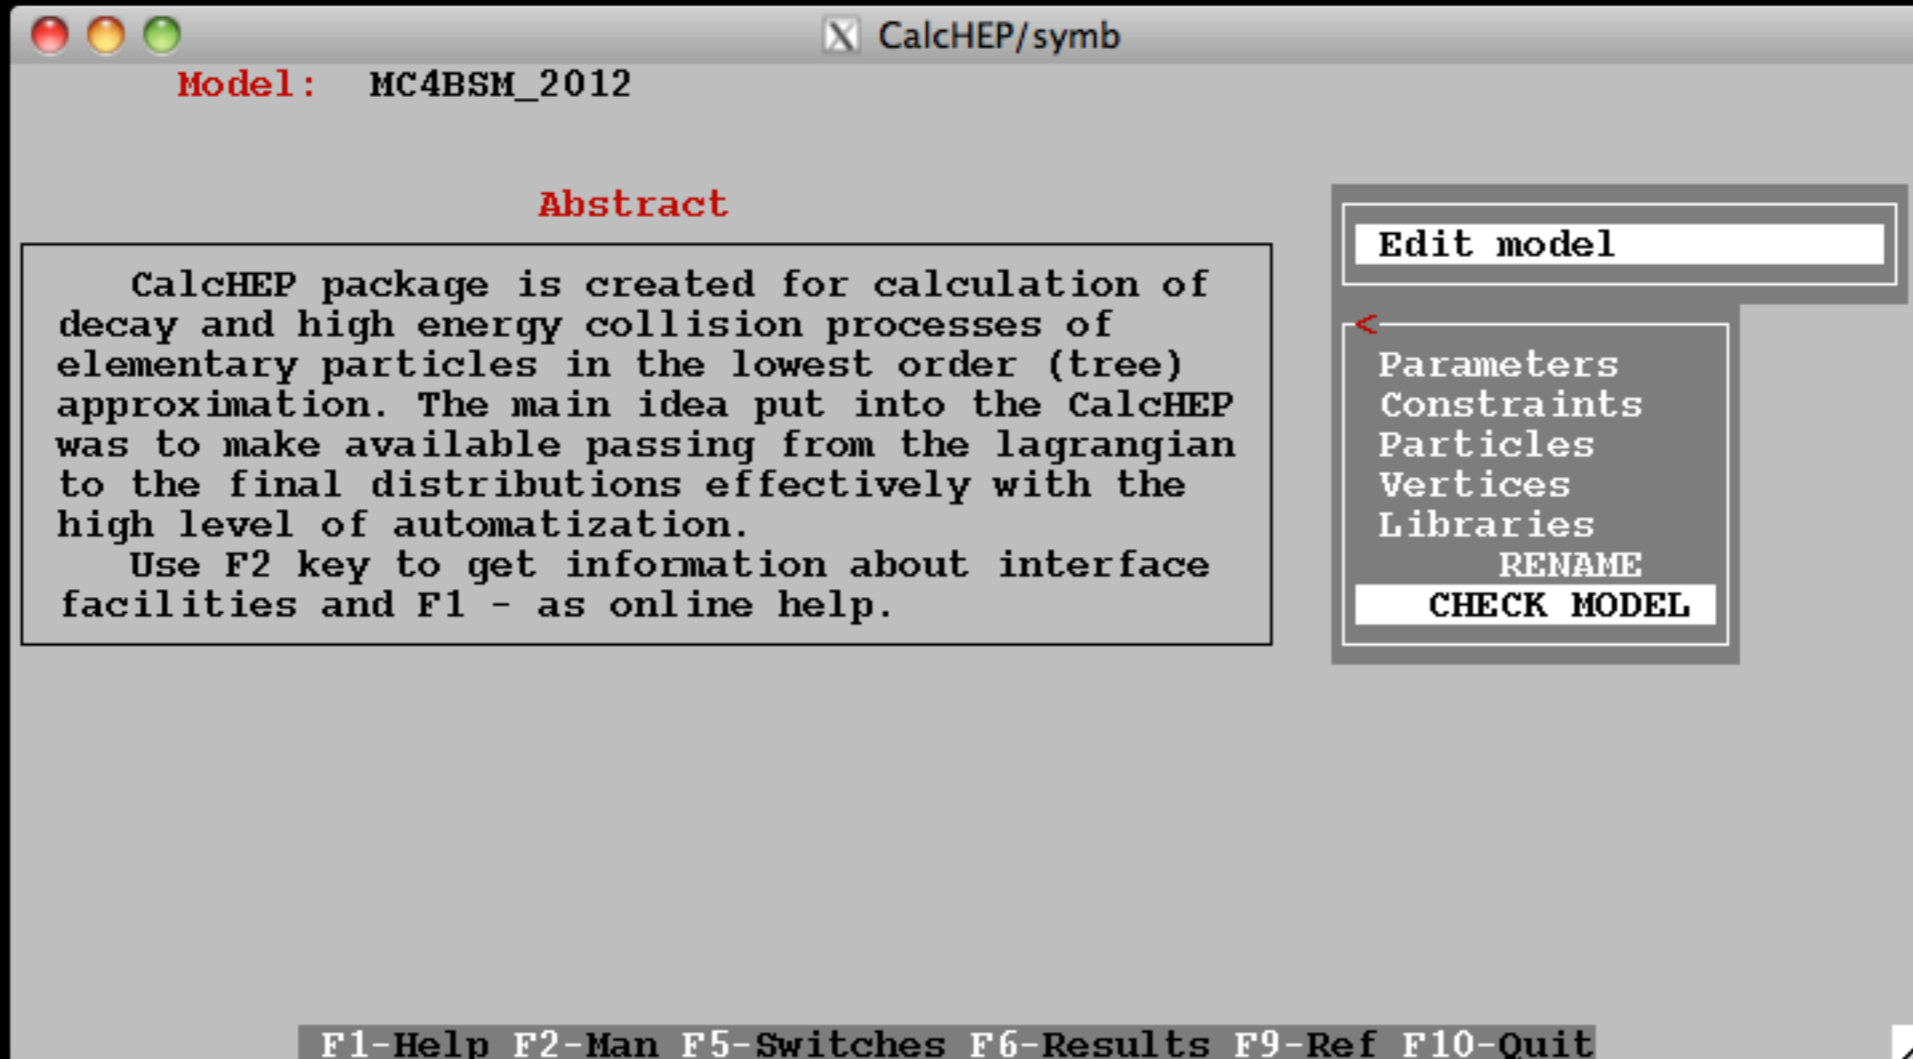 CalcHEP/symb
Model: MC4BSM_2012
Abstract
CalcHEP package is created for calculation of
decay and high energy collision processes of
elementary particles in the lowest order (tree)
approximation. The main idea put into the CalcHEP
was to make available passing from the lagrangian
to the final distributions effectively with the
high level of automatization.
Use F2 key to get information about interface
facilities and F1 - as online help.
Edit model
<
Parameters
Constraints
Particles
Vertices
Libraries
RENAME
CHECK MODEL
F1-Help F2-Man F5-Switches F6-Results F9-Ref F10-Quit